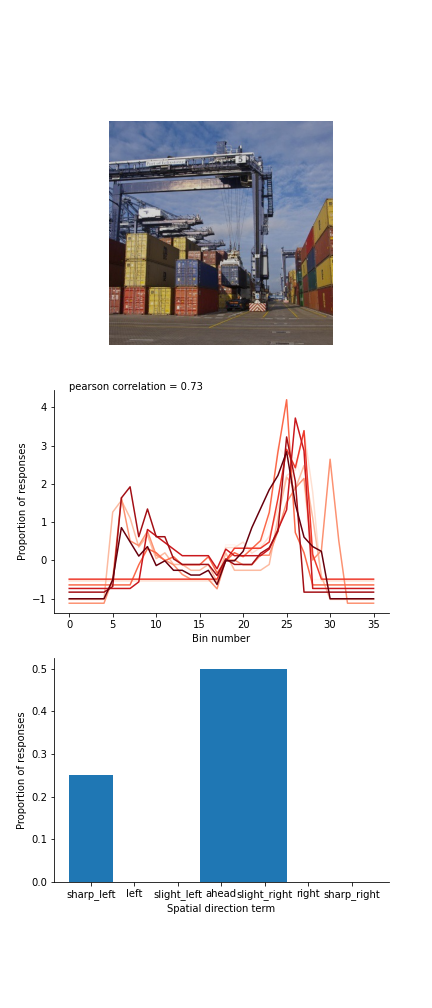 pearson correlation = 0.73
4
3
2
1
0
−1
Proportion of responses
0 5 10 15 20 25 30 35
Bin number
0.5
0.4
0.3
0.2
0.1
0.0
Proportion of responses
sharp_left left slight_left ahead slight_right right sharp_right
Spatial direction term